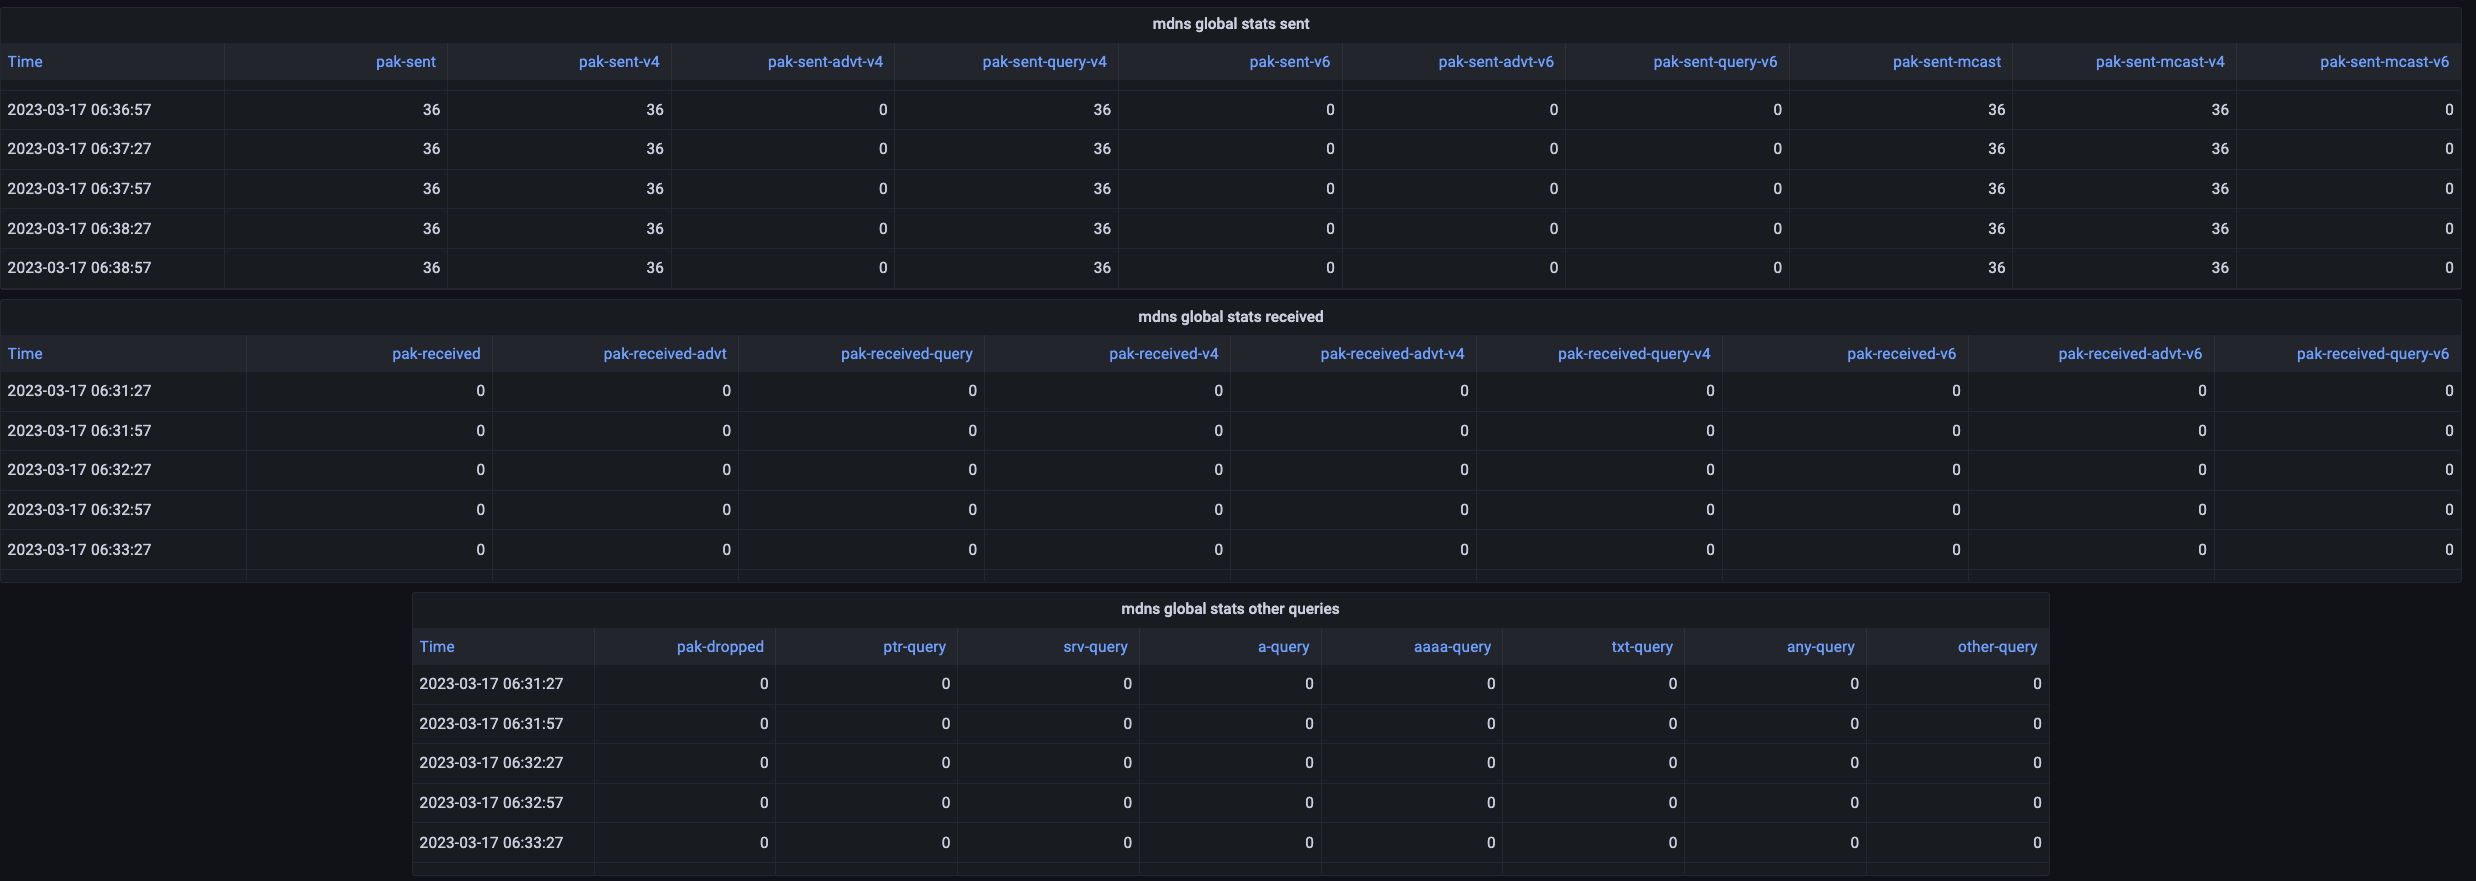 mdns global stats sent
Time pak-sent pak-sent-v4 pak-sent-advt-v4 pak-sent-query-v4 pak-sent-v6 pak-sent-advt-v6 pak-sent-query-v6 pak-sent-mcast pak-sent-mcast-v4 pak-sent-mcast-v6
2023-03-17 06:36:57 36 36 0 36 0 0 0 36 36 0
2023-03-17 06:37:27 36 36 0 36 0 0 0 36 36 0
2023-03-17 06:37:57 36 36 0 36 0 0 0 36 36 0
2023-03-17 06:38:27 36 36 0 36 0 0 0 36 36 0
2023-03-17 06:38:57 36 36 0 36 0 0 0 36 36 0
mdns global stats received
Time pak-received pak-received-advt pak-received-query pak-received-v4 pak-received-advt-v4 pak-received-query-v4 pak-received-v6 pak-received-advt-v6 pak-received-query-v6
2023-03-17 06:31:27 0 0 0 0 0 0 0 0 0
2023-03-17 06:31:57 0 0 0 0 0 0 0 0 0
2023-03-17 06:32:27 0 0 0 0 0 0 0 0 0
2023-03-17 06:32:57 0 0 0 0 0 0 0 0 0
2023-03-17 06:33:27 0 0 0 0 0 0 0 0 0
mdns global stats other queries
Time pak-dropped ptr-query srv-query a-query aaaa-query txt-query any-query other-query
2023-03-17 06:31:27 0 0 0 0 0 0 0 0
2023-03-17 06:31:57 0 0 0 0 0 0 0 0
2023-03-17 06:32:27 0 0 0 0 0 0 0 0
2023-03-17 06:32:57 0 0 0 0 0 0 0 0
2023-03-17 06:33:27 0 0 0 0 0 0 0 0